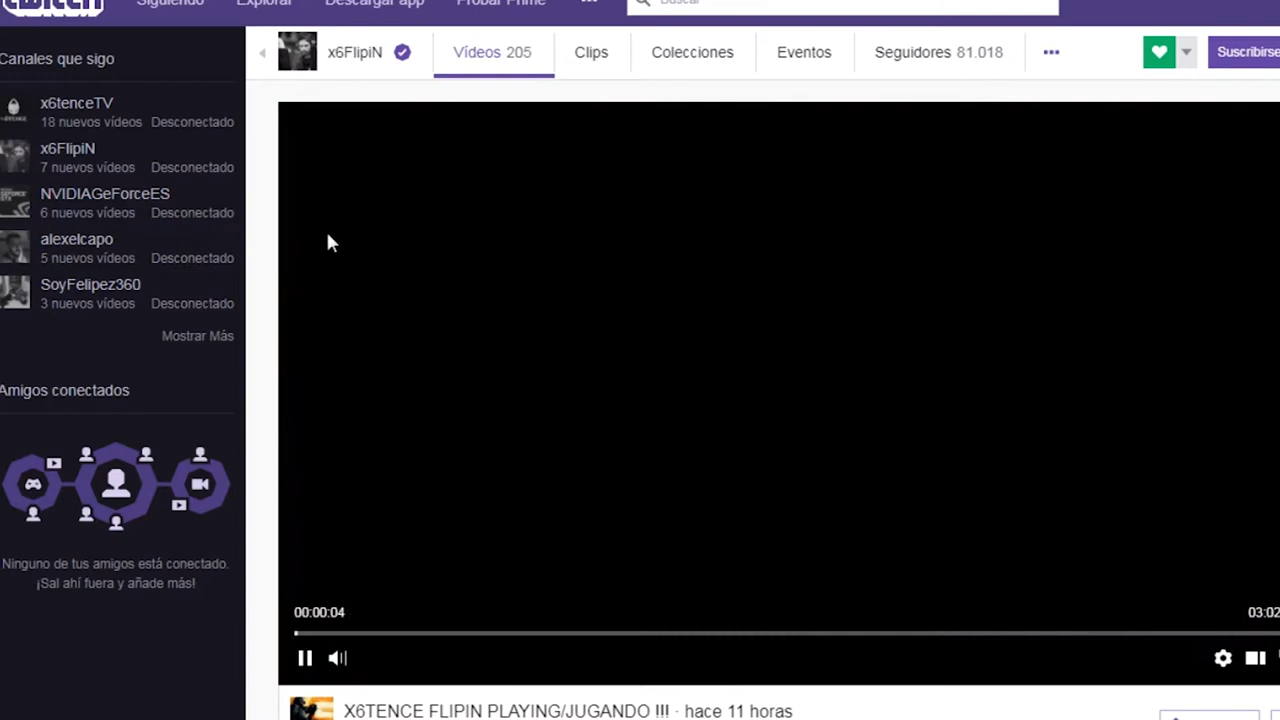 twitch Siguiendo Explorar Descargar app Probar Prime ••• Buscar
Canales que sigo
x6FlipiN Vídeos 205 Clips Colecciones Eventos Seguidores 81.018 ••• Suscribirse
x6tenceTV
18 nuevos vídeos Desconectado
x6FlipiN
7 nuevos vídeos Desconectado
NVIDIAGeForceES
6 nuevos vídeos Desconectado
alexelcapo
5 nuevos vídeos Desconectado
SoyFelipez360
3 nuevos vídeos Desconectado
Mostrar Más
Amigos conectados
Ninguno de tus amigos está conectado.
¡Sal ahí fuera y añade más!
00:00:04 03:02
X6TENCE FLIPIN PLAYING/JUGANDO !!! · hace 11 horas